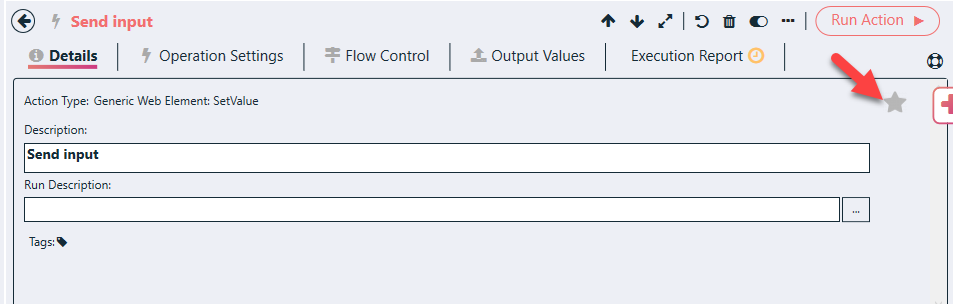 Send input
Run Action
Details
Operation Settings
Flow Control
Output Values
Execution Report
Action Type: Generic Web Element: SetValue
Description:
Send input
Run Description:
...
Tags: